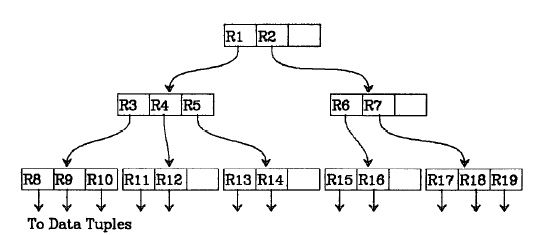 R1 R2
R3 R4 R5 R6 R7
R8 R9 R10 R11 R12 R13 R14 R15 R16 R17 R18 R19
To Data Tuples